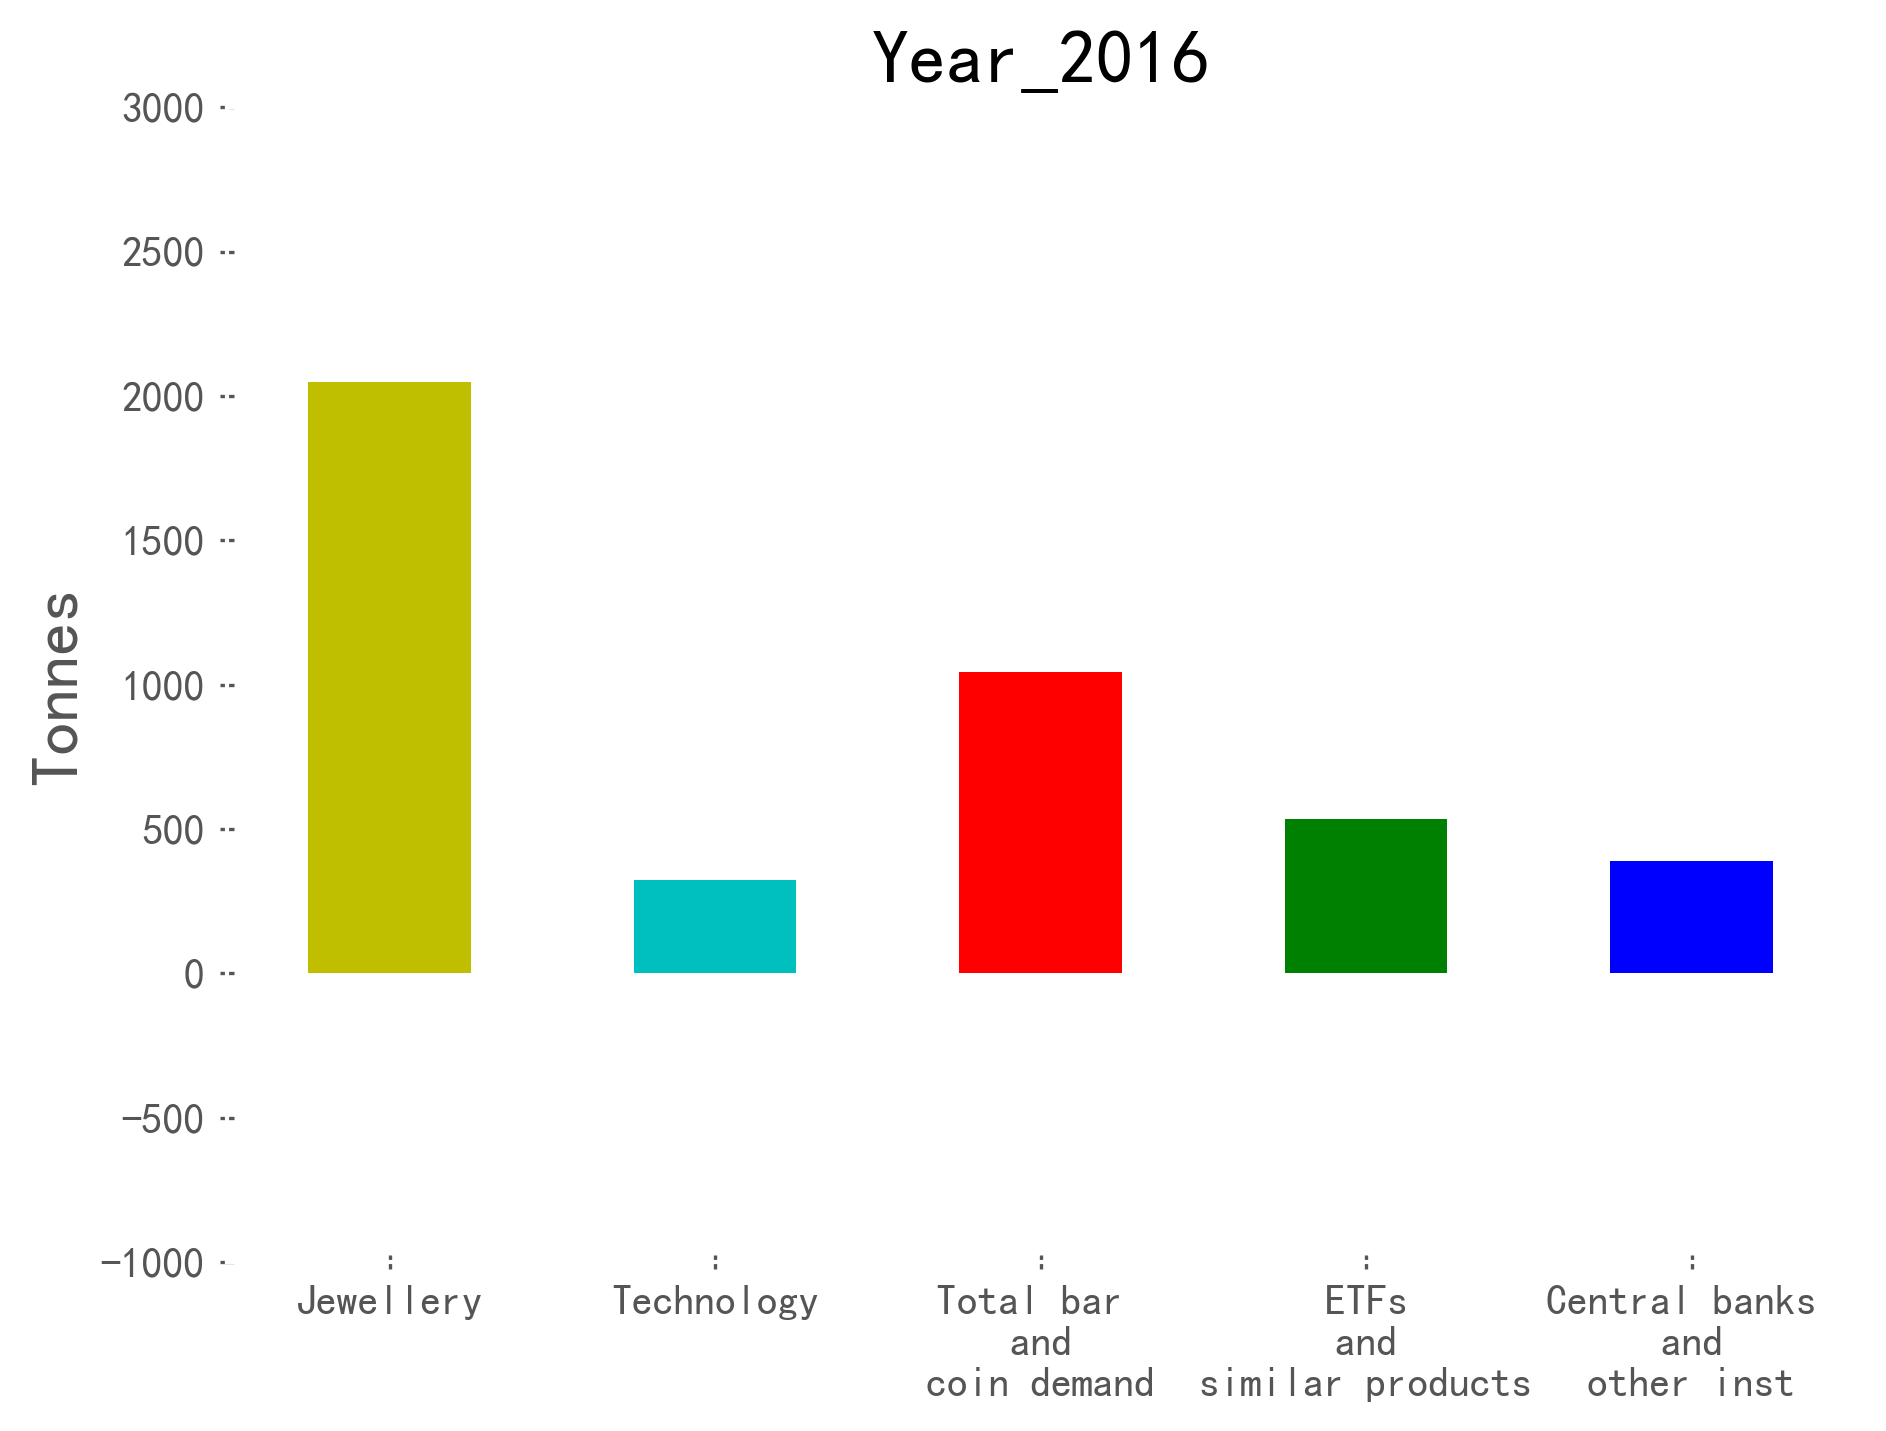 Year_2016
3000
2500
2000
1500
1000
500
0
−500
−1000
Tonnes
Jewellery
Technology
Total bar
and
coin demand
ETFs
and
similar products
Central banks
and
other inst